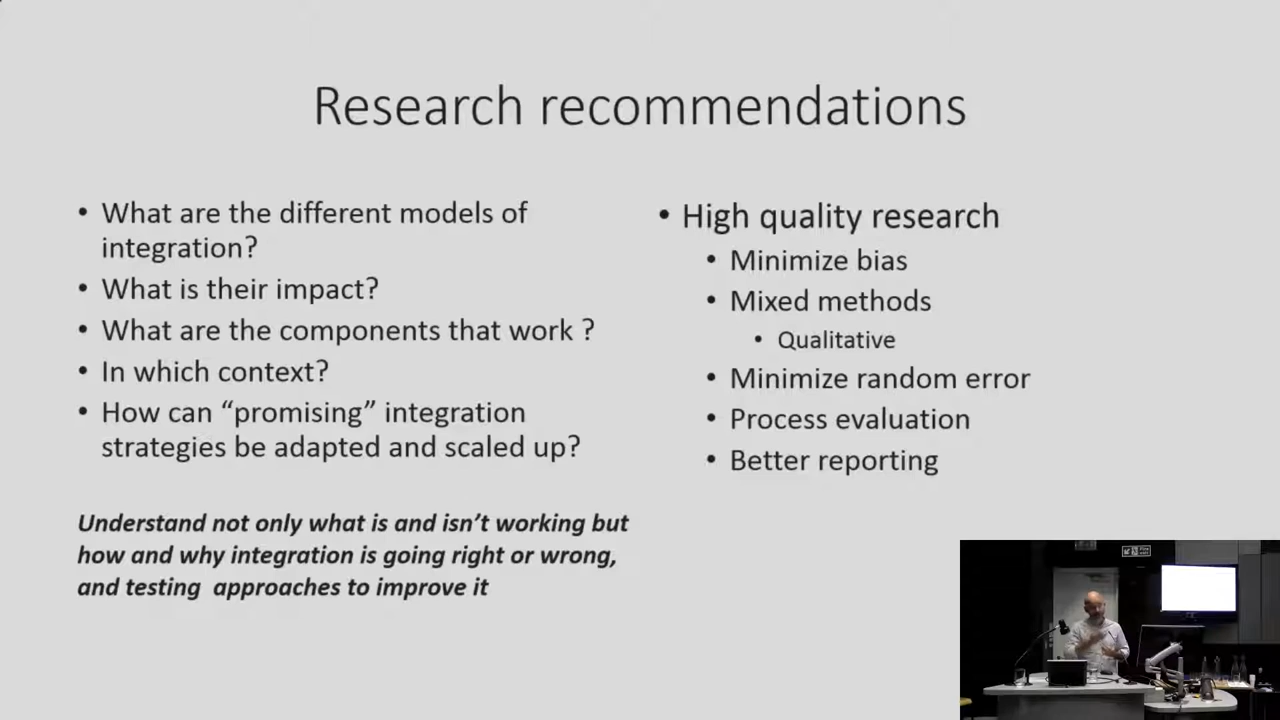 Research recommendations
• What are the different models of
integration?
• What is their impact?
• What are the components that work ?
• In which context?
• How can “promising” integration
strategies be adapted and scaled up?
Understand not only what is and isn’t working but
how and why integration is going right or wrong,
and testing  approaches to improve it
• High quality research
• Minimize bias
• Mixed methods
• Qualitative
• Minimize random error
• Process evaluation
• Better reporting